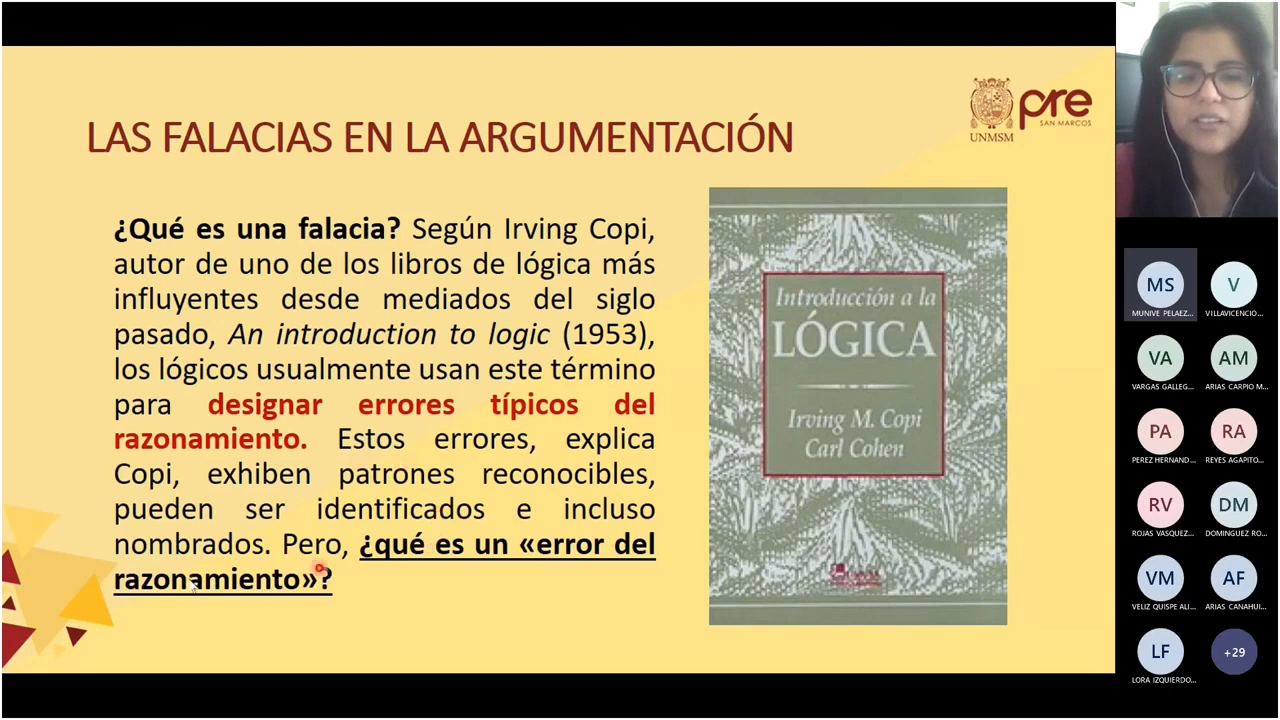 LAS FALACIAS EN LA ARGUMENTACIÓN
UNMSM
pre
SAN MARCOS
¿Qué es una falacia? Según Irving Copi,
autor de uno de los libros de lógica más
influyentes desde mediados del siglo
pasado, An introduction to logic (1953),
los lógicos usualmente usan este término
para designar errores típicos del
razonamiento. Estos errores, explica
Copi, exhiben patrones reconocibles,
pueden ser identificados e incluso
nombrados. Pero, ¿qué es un «error del
razonamiento»?
Introducción a la
LÓGICA
Irving M. Copi
Carl Cohen
MS
MUNIVE PELAEZ...
V
VILLAVICENCIO...
VA
VARGAS GALLEG...
AM
ARIAS CARPIO M...
PA
PEREZ HERNAND...
RA
REYES AGAPITO...
RV
ROJAS VASQUEZ...
DM
DOMINGUEZ RO...
VM
VELIZ QUISPE ALI...
AF
ARIAS CANAHUI...
LF
LORA IZQUIERDO...
+29